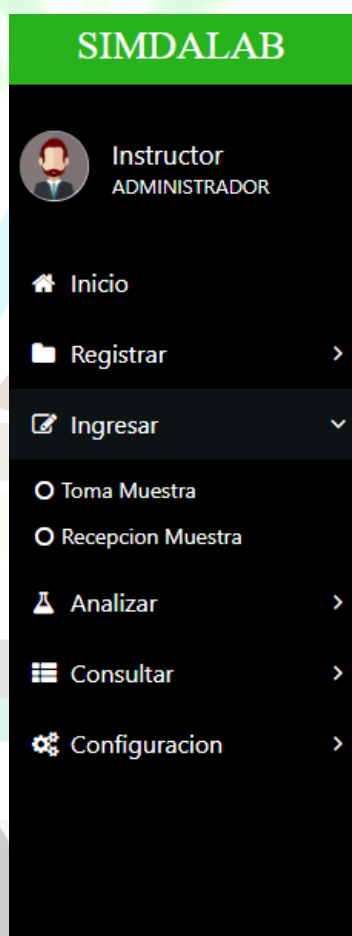 SIMDALAB
Instructor
ADMINISTRADOR
Inicio
Registrar
Ingresar
Toma Muestra
Recepcion Muestra
Analizar
Consultar
Configuracion